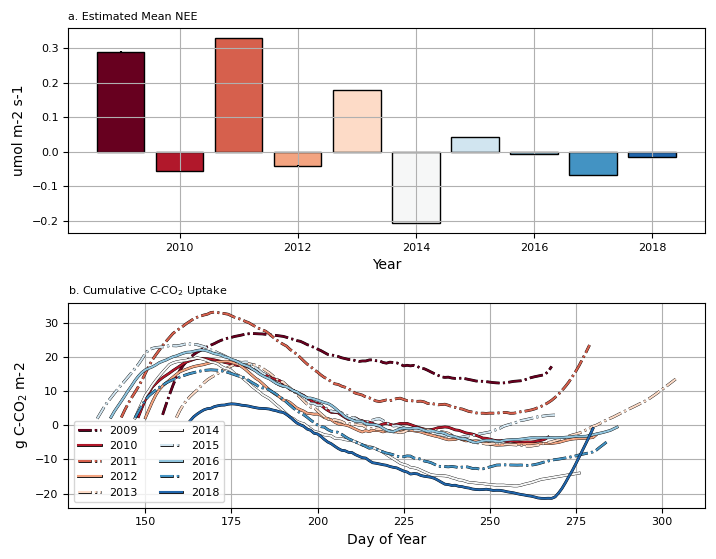 a. Estimated Mean NEE
umol m-2 s-1
0.3
0.2
0.1
0.0
−0.1
−0.2
2010 2012 2014 2016 2018
Year
b. Cumulative C-CO₂ Uptake
g C-CO₂ m-2
30
20
10
0
−10
−20
2009 2014
2010 2015
2011 2016
2012 2017
2013 2018
150 175 200 225 250 275 300
Day of Year